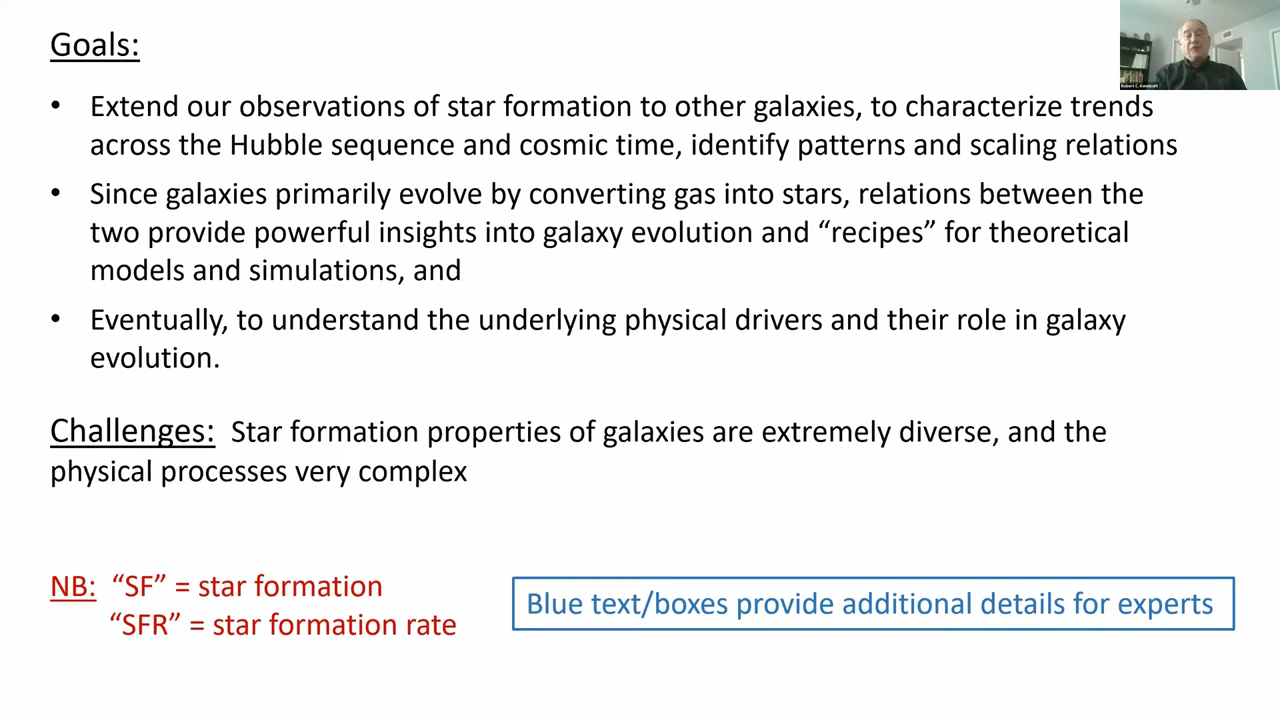 Goals:
• Extend our observations of star formation to other galaxies, to characterize trends
across the Hubble sequence and cosmic time, identify patterns and scaling relations
• Since galaxies primarily evolve by converting gas into stars, relations between the
two provide powerful insights into galaxy evolution and “recipes” for theoretical
models and simulations, and
• Eventually, to understand the underlying physical drivers and their role in galaxy
evolution.
Challenges: Star formation properties of galaxies are extremely diverse, and the
physical processes very complex
NB: “SF” = star formation
“SFR” = star formation rate
Blue text/boxes provide additional details for experts
Robert C. Kennicutt